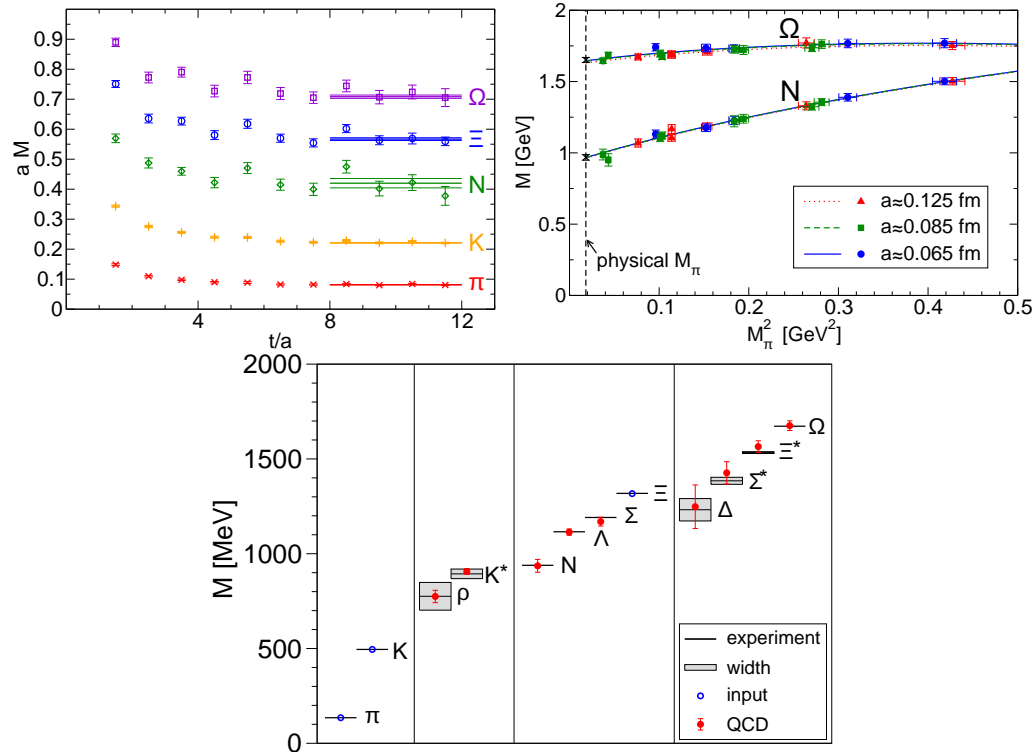 0.9
0.8
0.7
0.6
0.5
0.4
0.3
0.2
0.1
a M
Ω
Ξ
N
K
π
4
8
12
t/a
2
1.5
1
0.5
0
M [GeV]
Ω
N
physical M_π
a≈0.125 fm
a≈0.085 fm
a≈0.065 fm
0
0.1
0.2
0.3
0.4
0.5
M_π^2 [GeV^2]
2000
1500
1000
500
0
M [MeV]
π
K
ρ
K*
N
Λ
Σ
Ξ
Δ
Σ*
Ξ*
Ω
experiment
width
input
QCD